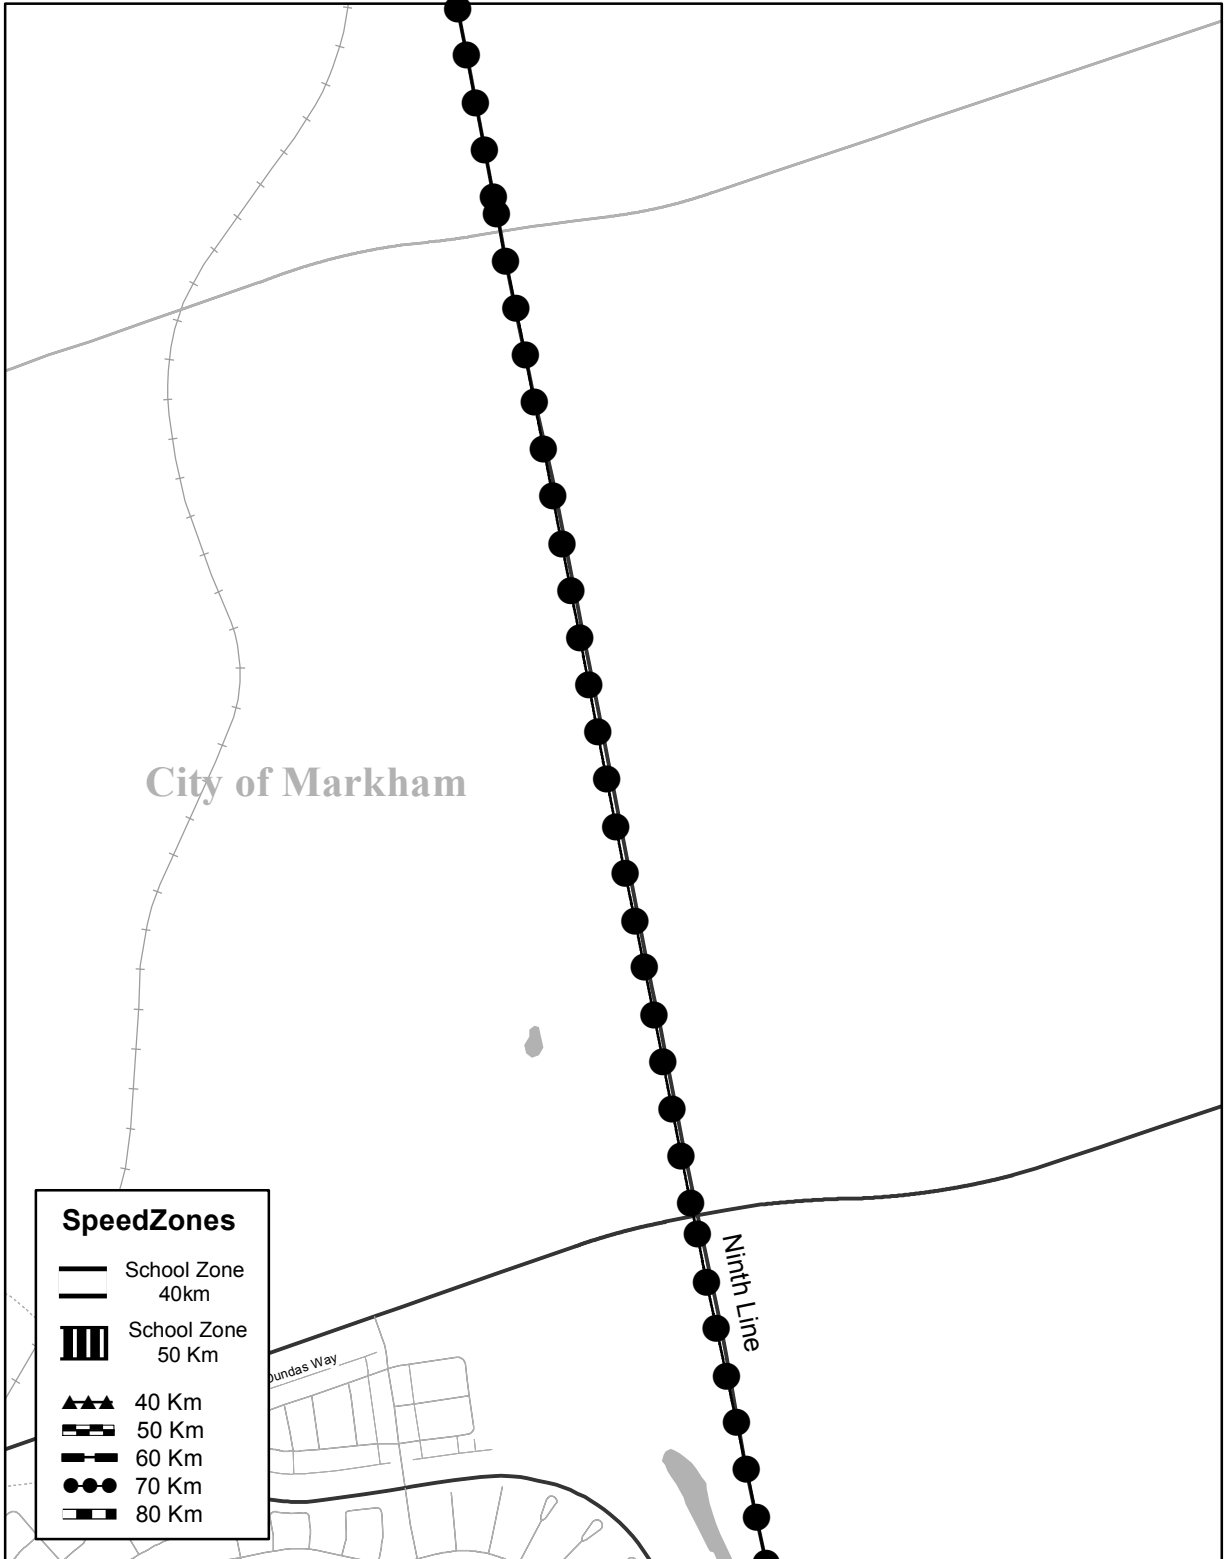 City of Markham
Ninth Line
Dundas Way
SpeedZones
School Zone
40km
School Zone
50 Km
40 Km
50 Km
60 Km
70 Km
80 Km